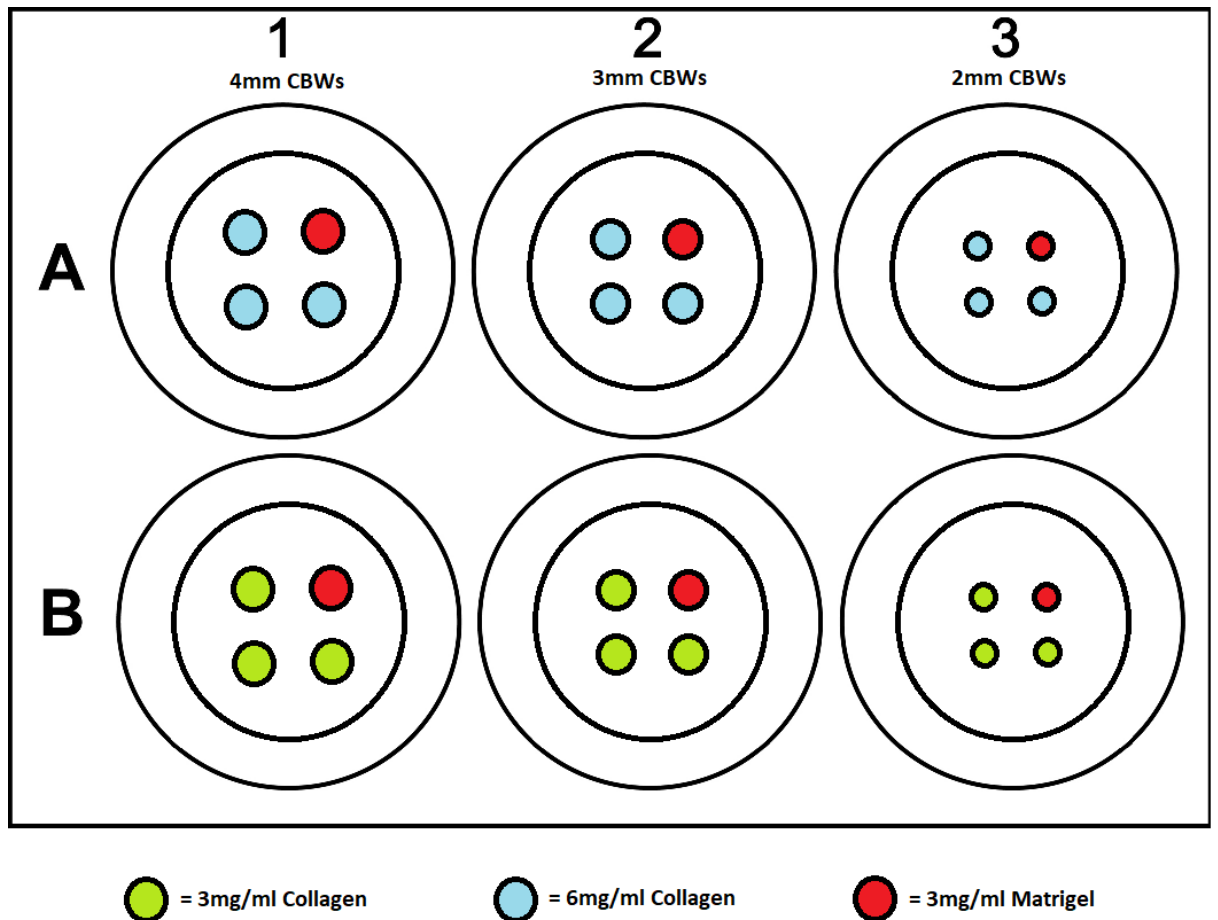 1 2 3
4mm CBWs 3mm CBWs 2mm CBWs
A
B
= 3mg/ml Collagen = 6mg/ml Collagen = 3mg/ml Matrigel